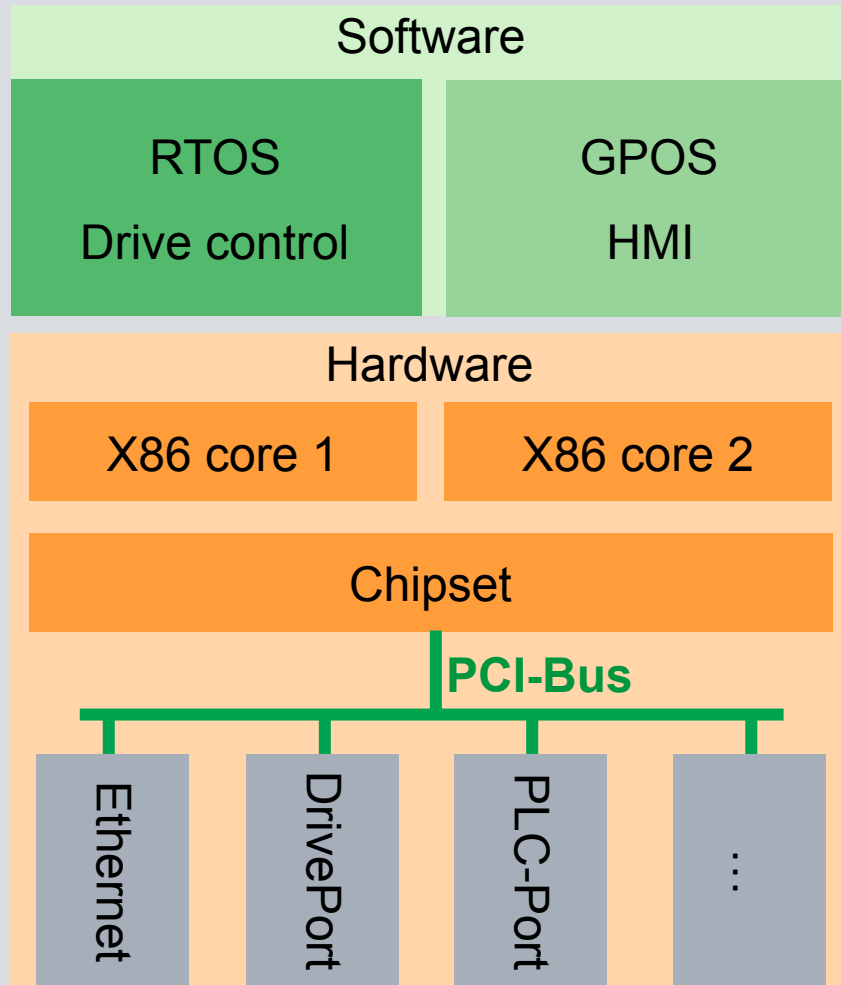 Software
RTOS
Drive control
GPOS
HMI
Hardware
X86 core 1
X86 core 2
Chipset
PCI-Bus
Ethernet
DrivePort
PLC-Port
…